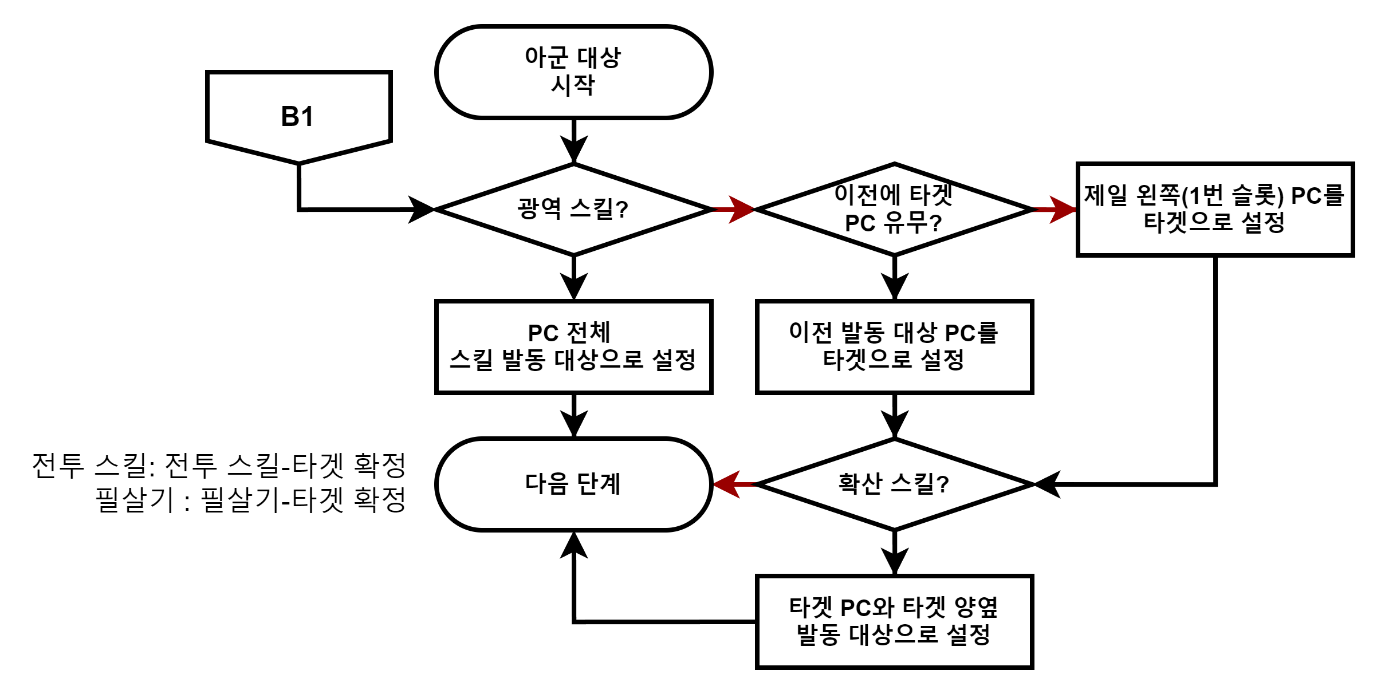 아군 대상
시작
B1
광역 스킬?
이전에 타겟
PC 유무?
제일 왼쪽(1번 슬롯) PC를
타겟으로 설정
PC 전체
스킬 발동 대상으로 설정
이전 발동 대상 PC를
타겟으로 설정
전투 스킬: 전투 스킬-타겟 확정
필살기 : 필살기-타겟 확정
다음 단계
확산 스킬?
타겟 PC와 타겟 양옆
발동 대상으로 설정